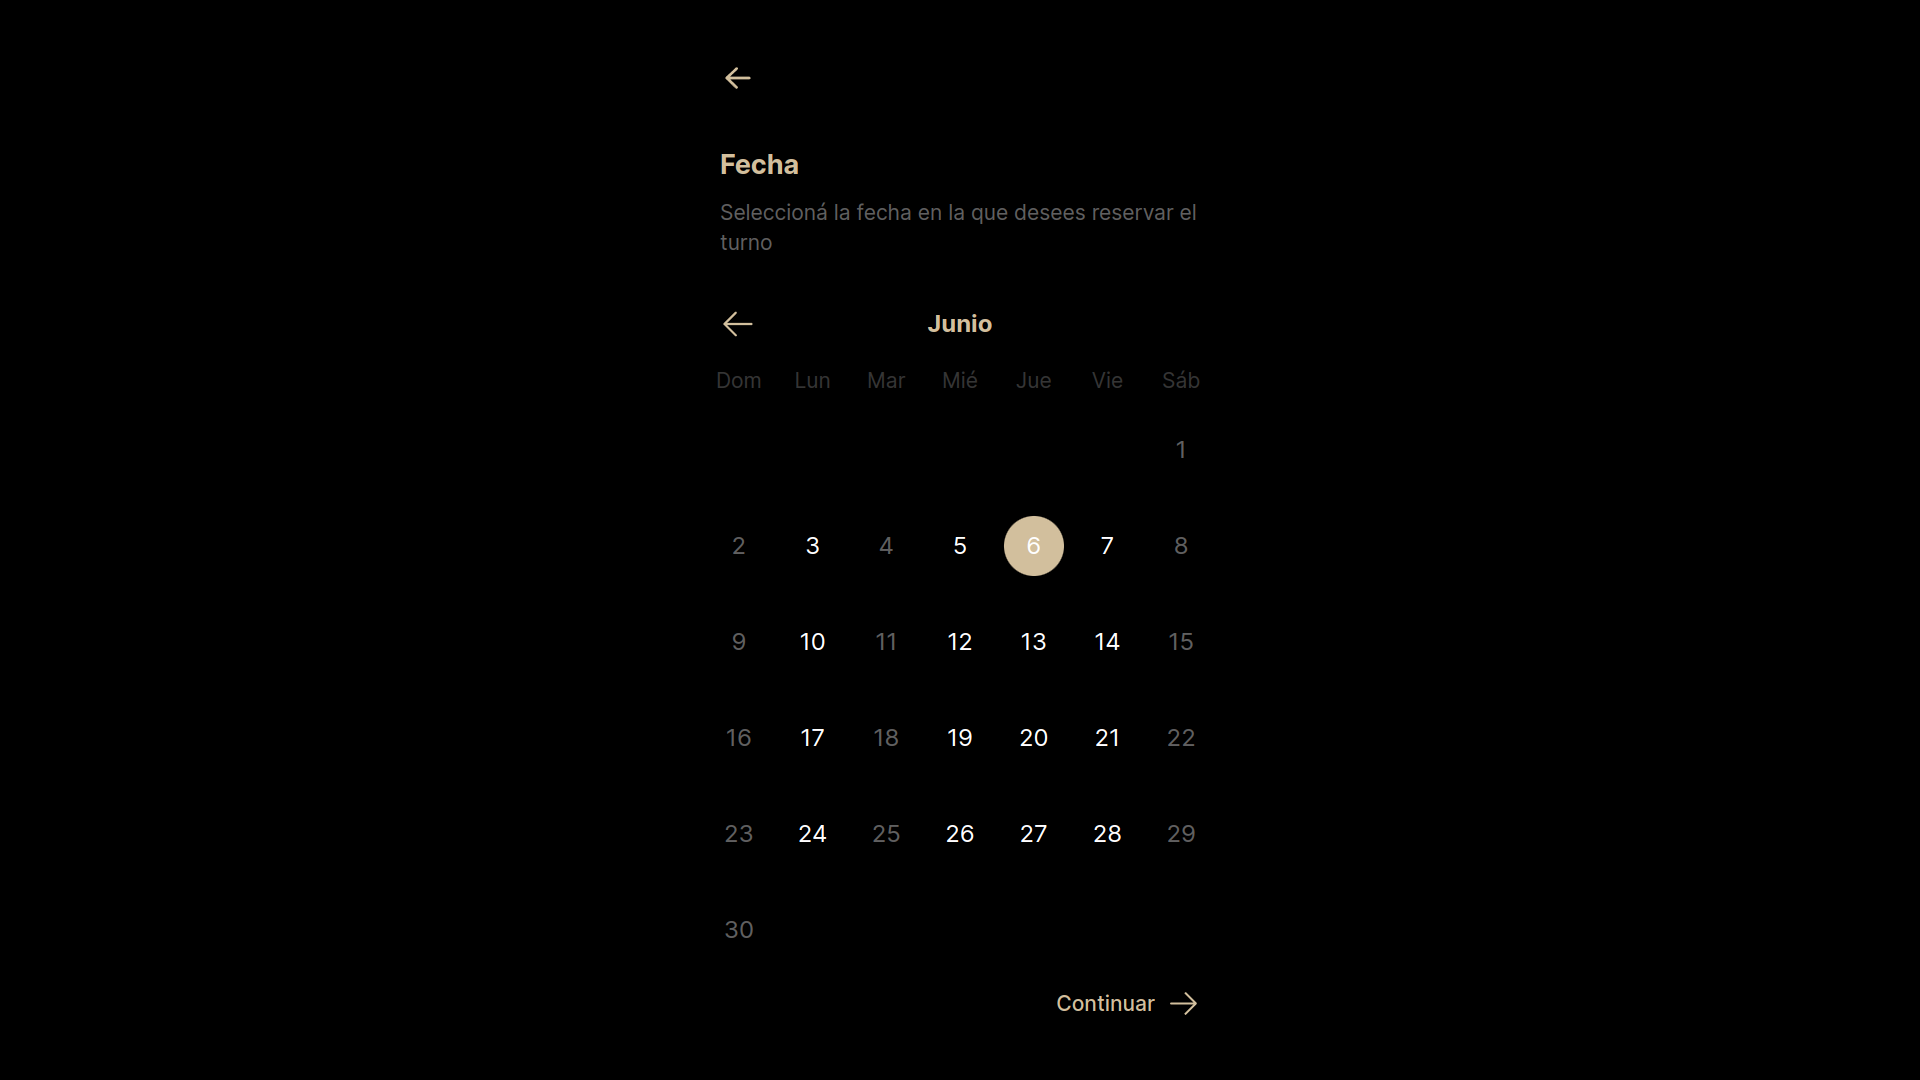 Fecha
Seleccioná la fecha en la que desees reservar el
turno
Junio
Dom Lun Mar Mié Jue Vie Sáb
1
2 3 4 5 6 7 8
9 10 11 12 13 14 15
16 17 18 19 20 21 22
23 24 25 26 27 28 29
30
Continuar